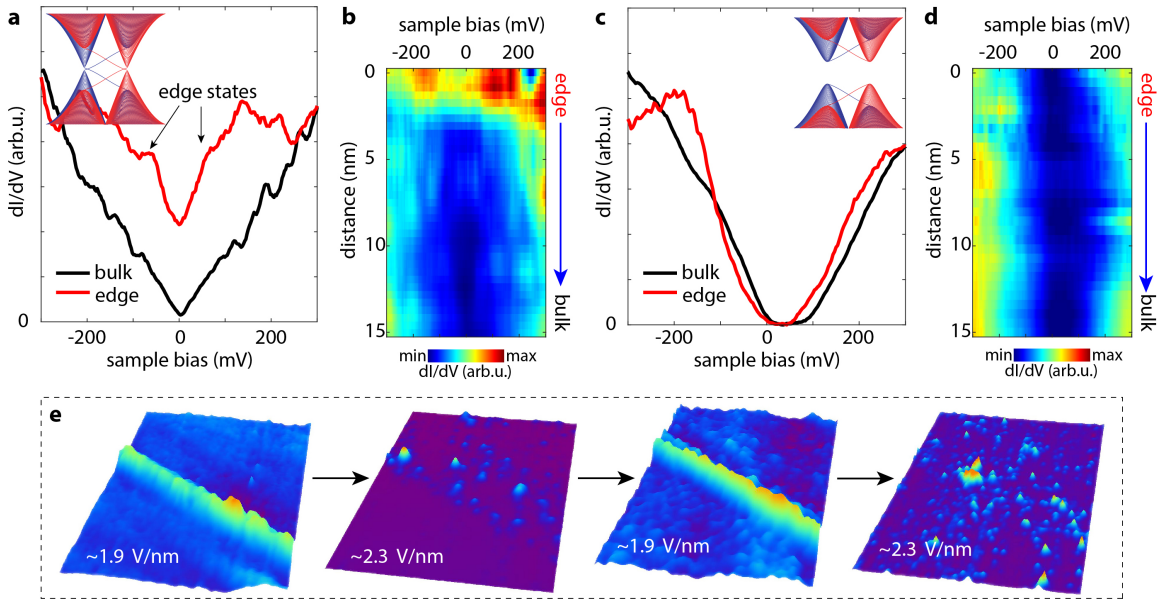 a
dI/dV (arb.u.)
edge states
bulk
edge
0
-200
0
200
sample bias (mV)
b
sample bias (mV)
-200
0
200
0
5
10
15
distance (nm)
edge
bulk
min
max
dI/dV (arb.u.)
c
dI/dV (arb.u.)
bulk
edge
0
-200
0
200
sample bias (mV)
d
sample bias (mV)
-200
0
200
0
5
10
15
distance (nm)
edge
bulk
min
max
dI/dV (arb.u.)
e
~1.9 V/nm
~2.3 V/nm
~1.9 V/nm
~2.3 V/nm